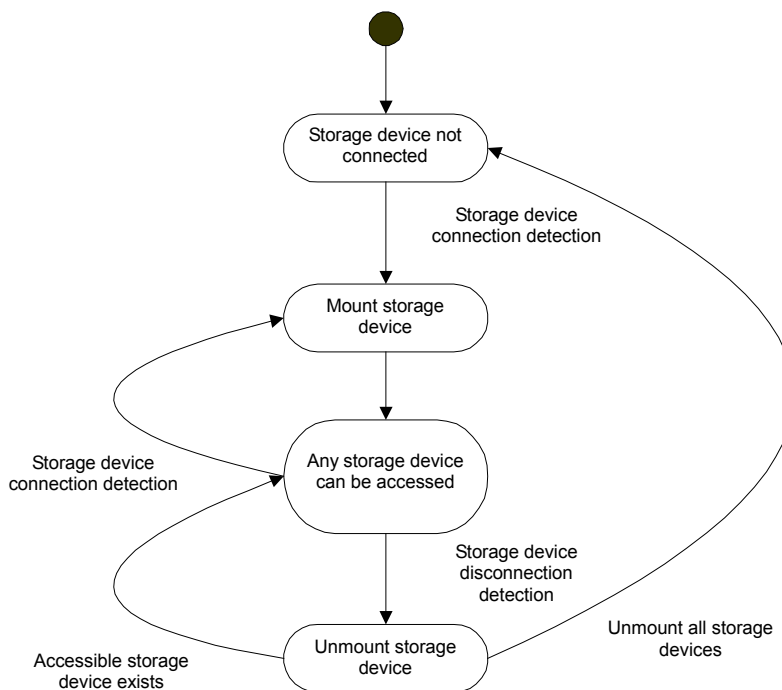 Storage device not
connected
Storage device
connection detection
Mount storage
device
Any storage device
can be accessed
Storage device
connection detection
Storage device
disconnection
detection
Unmount all storage
devices
Unmount storage
device
Accessible storage
device exists